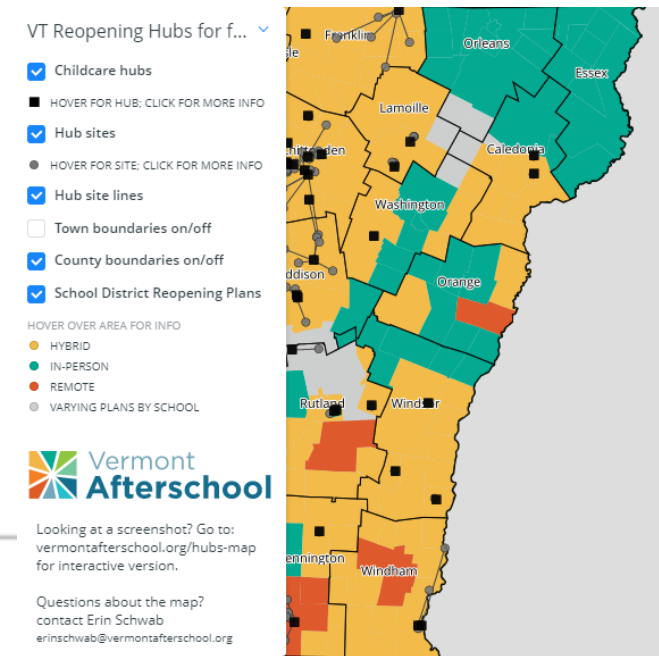 VT Reopening Hubs for f...
Childcare hubs
HOVER FOR HUB; CLICK FOR MORE INFO
Hub sites
HOVER FOR SITE; CLICK FOR MORE INFO
Hub site lines
Town boundaries on/off
County boundaries on/off
School District Reopening Plans
HOVER OVER AREA FOR INFO
HYBRID
IN-PERSON
REMOTE
VARYING PLANS BY SCHOOL
Vermont
Afterschool
Looking at a screenshot? Go to:
vermontafterschool.org/hubs-map
for interactive version.
Questions about the map?
contact Erin Schwab
erinschwab@vermontafterschool.org
Franklin
Orleans
Essex
Lamoille
Caledonia
Washington
ddison
Orange
Rutland
Windsor
ennington
Windham